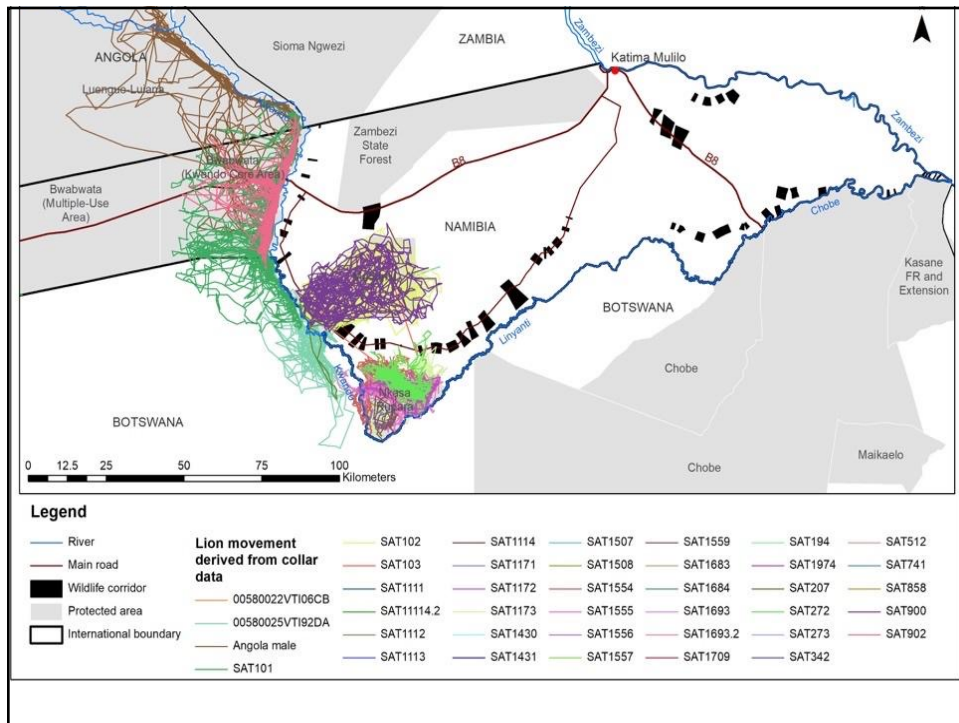 Zambezi
ZAMBIA
Katima Mulilo
Sioma Ngwezi
ANGOLA
Luengue-Luiana
Zambezi
State
Forest
Zambezi
B8
B8
Bwabwata
(Kwando Core Area)
Bwabwata
(Multiple-Use
Area)
Chobe
NAMIBIA
Kasane
FR and
Extension
BOTSWANA
Linyanti
Chobe
Kwando
Nkasa
BOTSWANA
Maikaelo
Chobe
0 12.5 25 50 75 100
Kilometers
Legend
River
Main road
Wildlife corridor
Protected area
International boundary
Lion movement
derived from collar
data
00580022VTI06CB
00580025VTI92DA
Angola male
SAT101
SAT102
SAT103
SAT1111
SAT11114.2
SAT1112
SAT1113
SAT1114
SAT1171
SAT1172
SAT1173
SAT1430
SAT1431
SAT1507
SAT1508
SAT1554
SAT1555
SAT1556
SAT1557
SAT1559
SAT1683
SAT1684
SAT1693
SAT1693.2
SAT1709
SAT194
SAT1974
SAT207
SAT272
SAT273
SAT342
SAT512
SAT741
SAT858
SAT900
SAT902